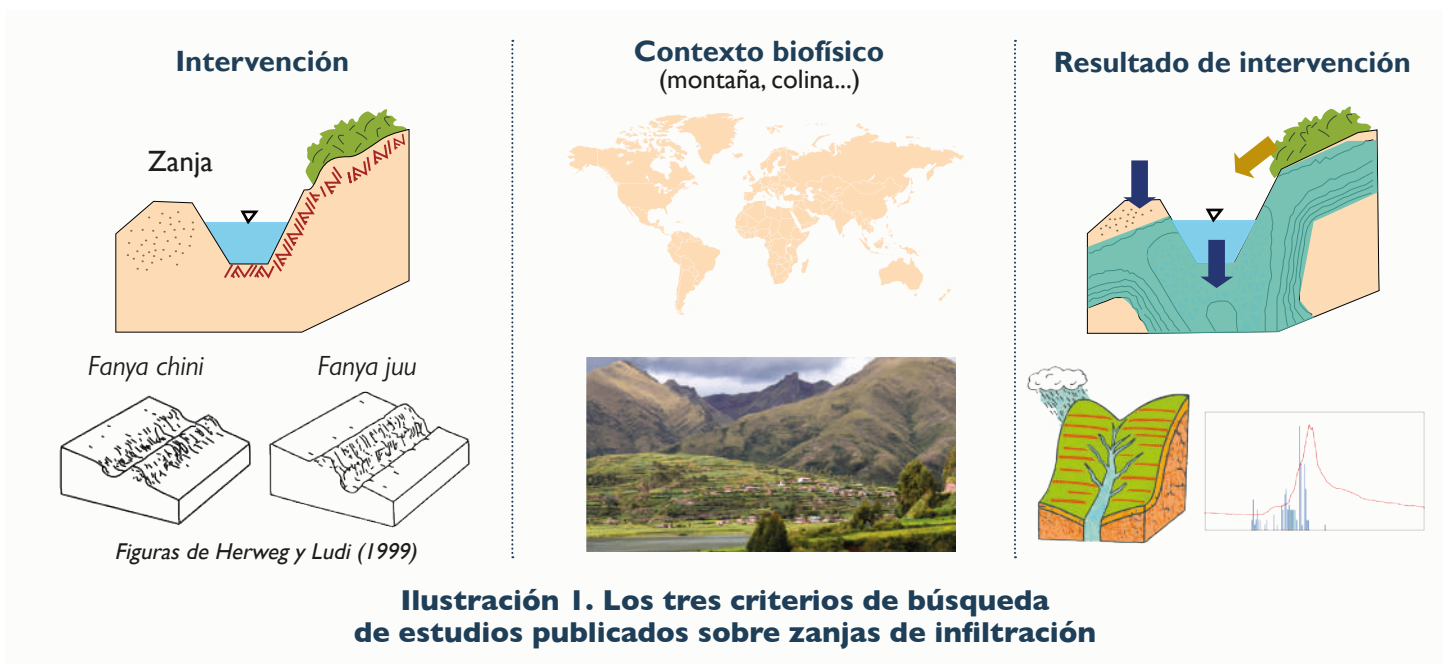 Intervención
Zanja
Fanya chini
Fanya juu
Figuras de Herweg y Ludi (1999)
Contexto biofísico
(montaña, colina...)
Resultado de intervención
Ilustración 1. Los tres criterios de búsqueda
de estudios publicados sobre zanjas de infiltración